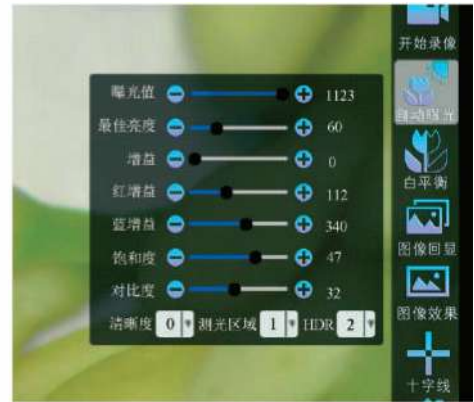 开始录像
曝光值 1123
自动曝光
最佳亮度 60
增益 0
红增益 112
白平衡
蓝增益 340
图像回显
饱和度 47
对比度 32
图像效果
清晰度 0 测光区域 1 HDR 2
十字线